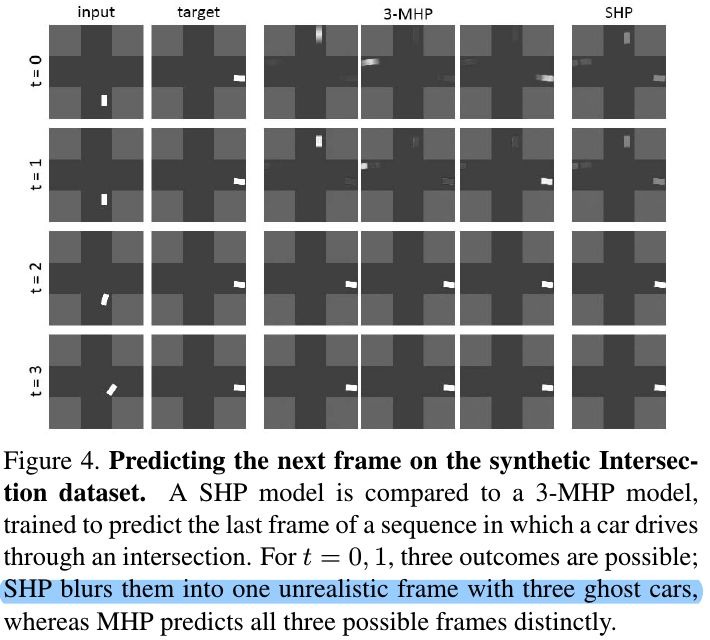 input target 3-MHP SHP
t = 0
t = 1
t = 2
t = 3
Figure 4. Predicting the next frame on the synthetic Intersec-
tion dataset. A SHP model is compared to a 3-MHP model,
trained to predict the last frame of a sequence in which a car drives
through an intersection. For t = 0, 1, three outcomes are possible;
SHP blurs them into one unrealistic frame with three ghost cars,
whereas MHP predicts all three possible frames distinctly.